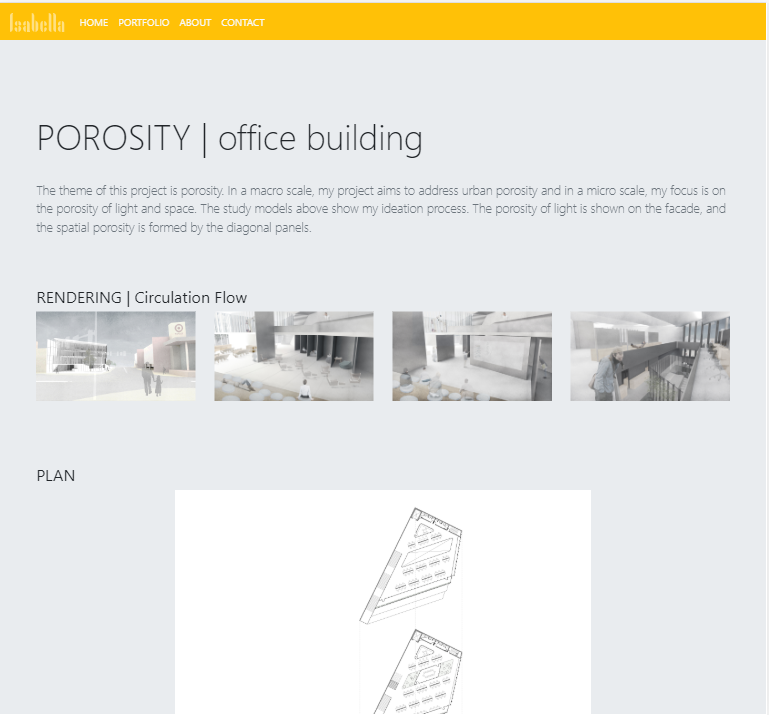 Isabella
HOME PORTFOLIO ABOUT CONTACT
POROSITY | office building
The theme of this project is porosity. In a macro scale, my project aims to address urban porosity and in a micro scale, my focus is on
the porosity of light and space. The study models above show my ideation process. The porosity of light is shown on the facade, and
the spatial porosity is formed by the diagonal panels.
RENDERING | Circulation Flow
PLAN